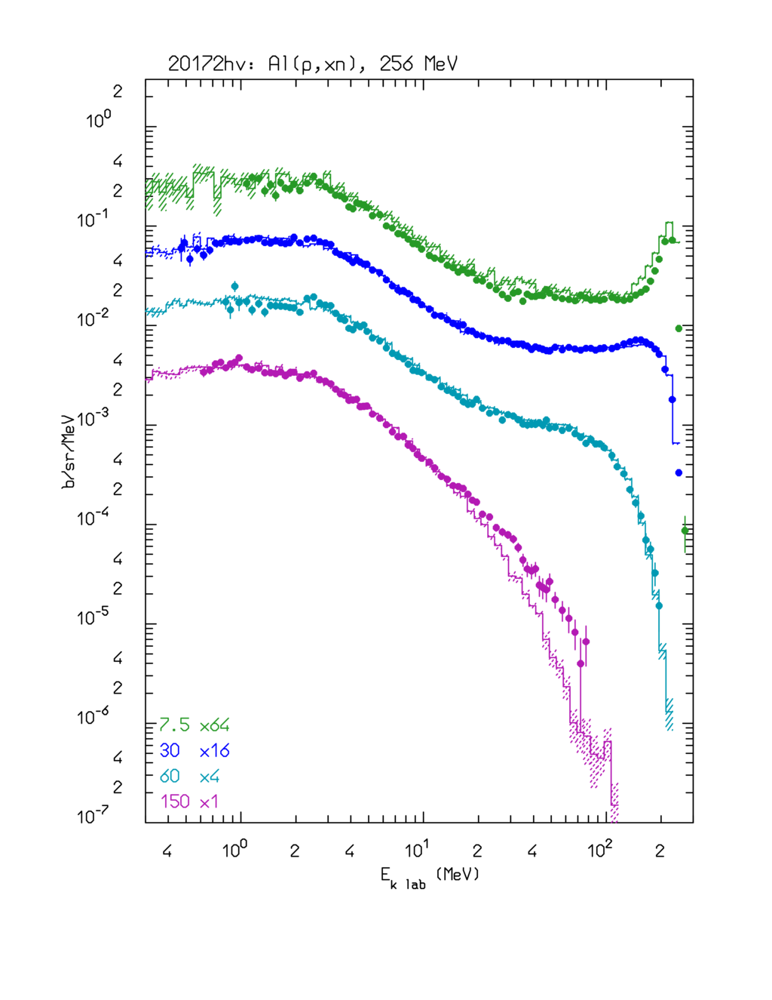 20172hv: Al(p,xn), 256 MeV
2
10^0
4
2
10^-1
4
2
10^-2
4
2
10^-3
4
2
10^-4
4
2
10^-5
4
2
10^-6
4
2
10^-7
b/sr/MeV
7.5 x64
30 x16
60 x4
150 x1
4 10^0 2 4 10^1 2 4 10^2 2
E_k lab (MeV)